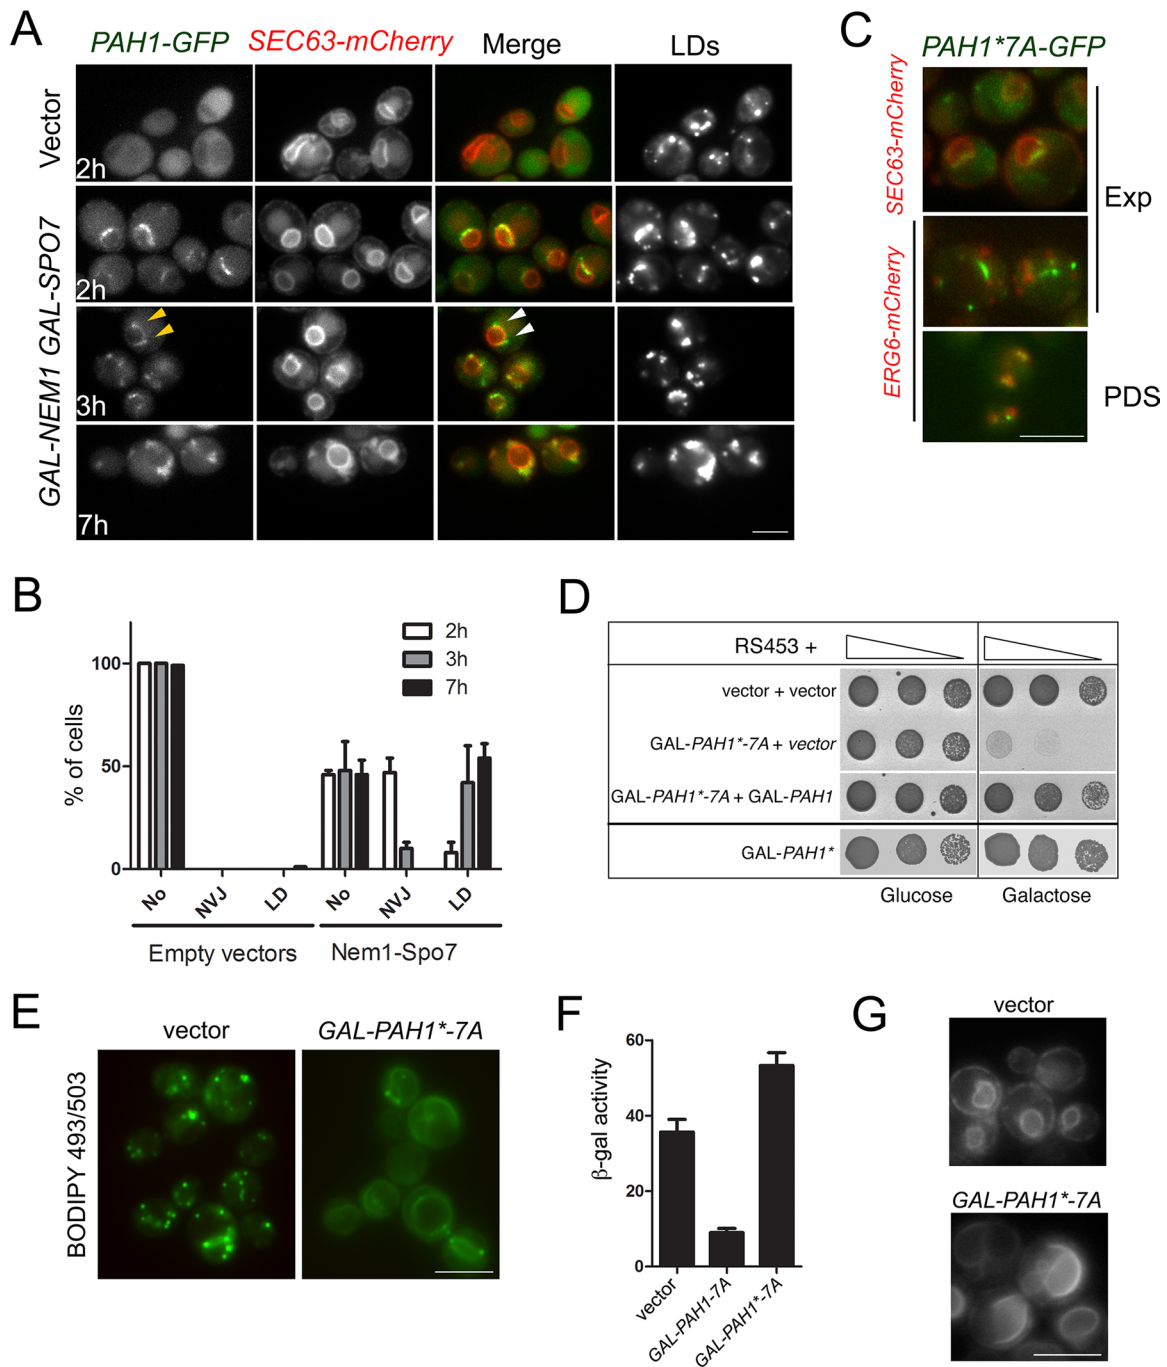 A
PAH1-GFP SEC63-mCherry Merge LDs
Vector
2h
GAL-NEM1 GAL-SPO7
2h
3h
7h
B
% of cells
100
50
0
2h
3h
7h
No NVJ LD No NVJ LD
Empty vectors Nem1-Spo7
C
PAH1*7A-GFP
SEC63-mCherry
ERG6-mCherry
Exp
PDS
D
RS453 +
vector + vector
GAL-PAH1*-7A + vector
GAL-PAH1*-7A + GAL-PAH1
GAL-PAH1*
Glucose Galactose
E
vector GAL-PAH1*-7A
BODIPY 493/503
F
β-gal activity
60
40
20
0
vector
GAL-PAH1-7A
GAL-PAH1*-7A
G
vector
GAL-PAH1*-7A